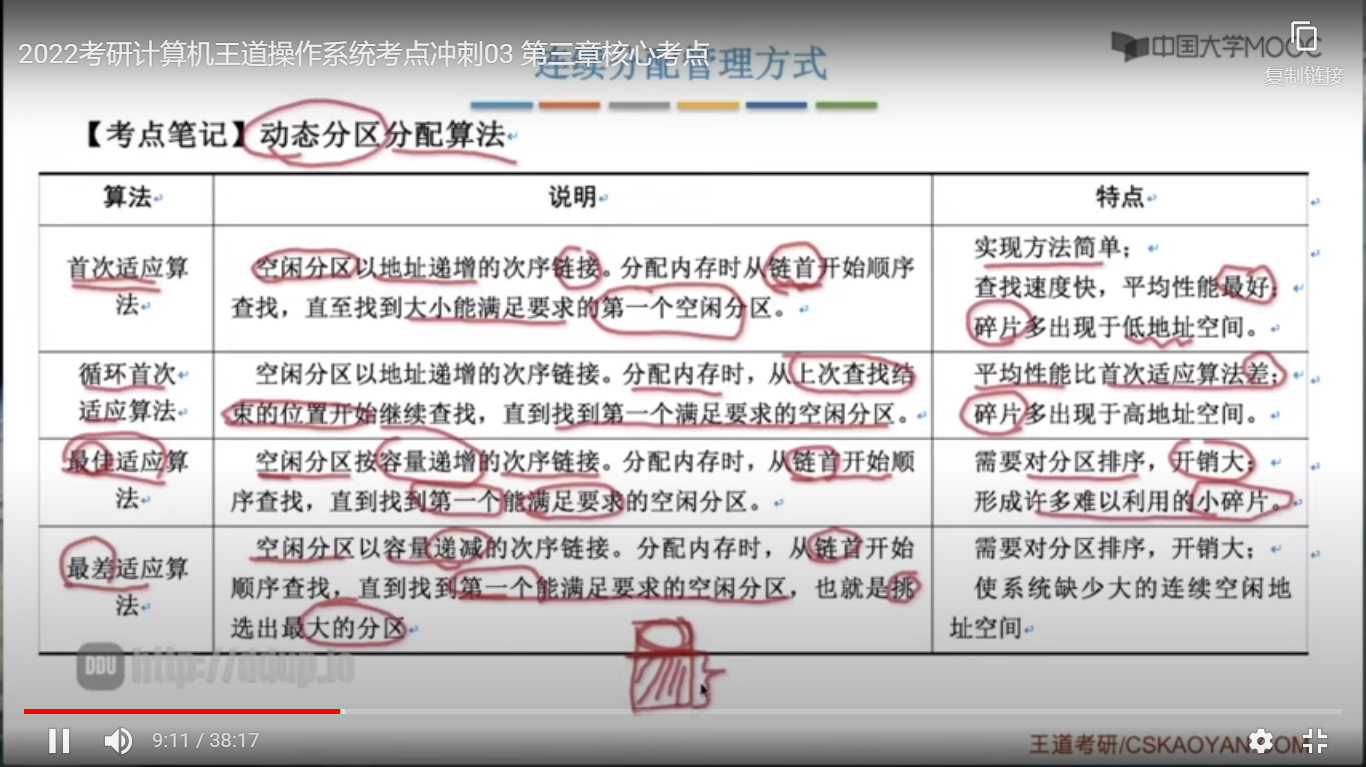 2022考研计算机王道操作系统考点冲刺03 第三章核心考点
连续分配管理方式
中国大学MOOC
复制链接
【考点笔记】动态分区分配算法
算法 说明 特点
首次适应算法
空闲分区以地址递增的次序链接。分配内存时从链首开始顺序
查找，直至找到大小能满足要求的第一个空闲分区。
实现方法简单；
查找速度快，平均性能最好；
碎片多出现于低地址空间。
循环首次
适应算法
空闲分区以地址递增的次序链接。分配内存时，从上次查找结
束的位置开始继续查找，直到找到第一个满足要求的空闲分区。
平均性能比首次适应算法差；
碎片多出现于高地址空间。
最佳适应算
法
空闲分区按容量递增的次序链接。分配内存时，从链首开始顺
序查找，直到找到第一个能满足要求的空闲分区。
需要对分区排序，开销大；
形成许多难以利用的小碎片。
最差适应算
法
空闲分区以容量递减的次序链接。分配内存时，从链首开始
顺序查找，直到找到第一个能满足要求的空闲分区，也就是挑
选出最大的分区
需要对分区排序，开销大；
使系统缺少大的连续空闲地
址空间
DDU http://ddup.io
9:11 / 38:17
王道考研/CSKAOYAN.COM